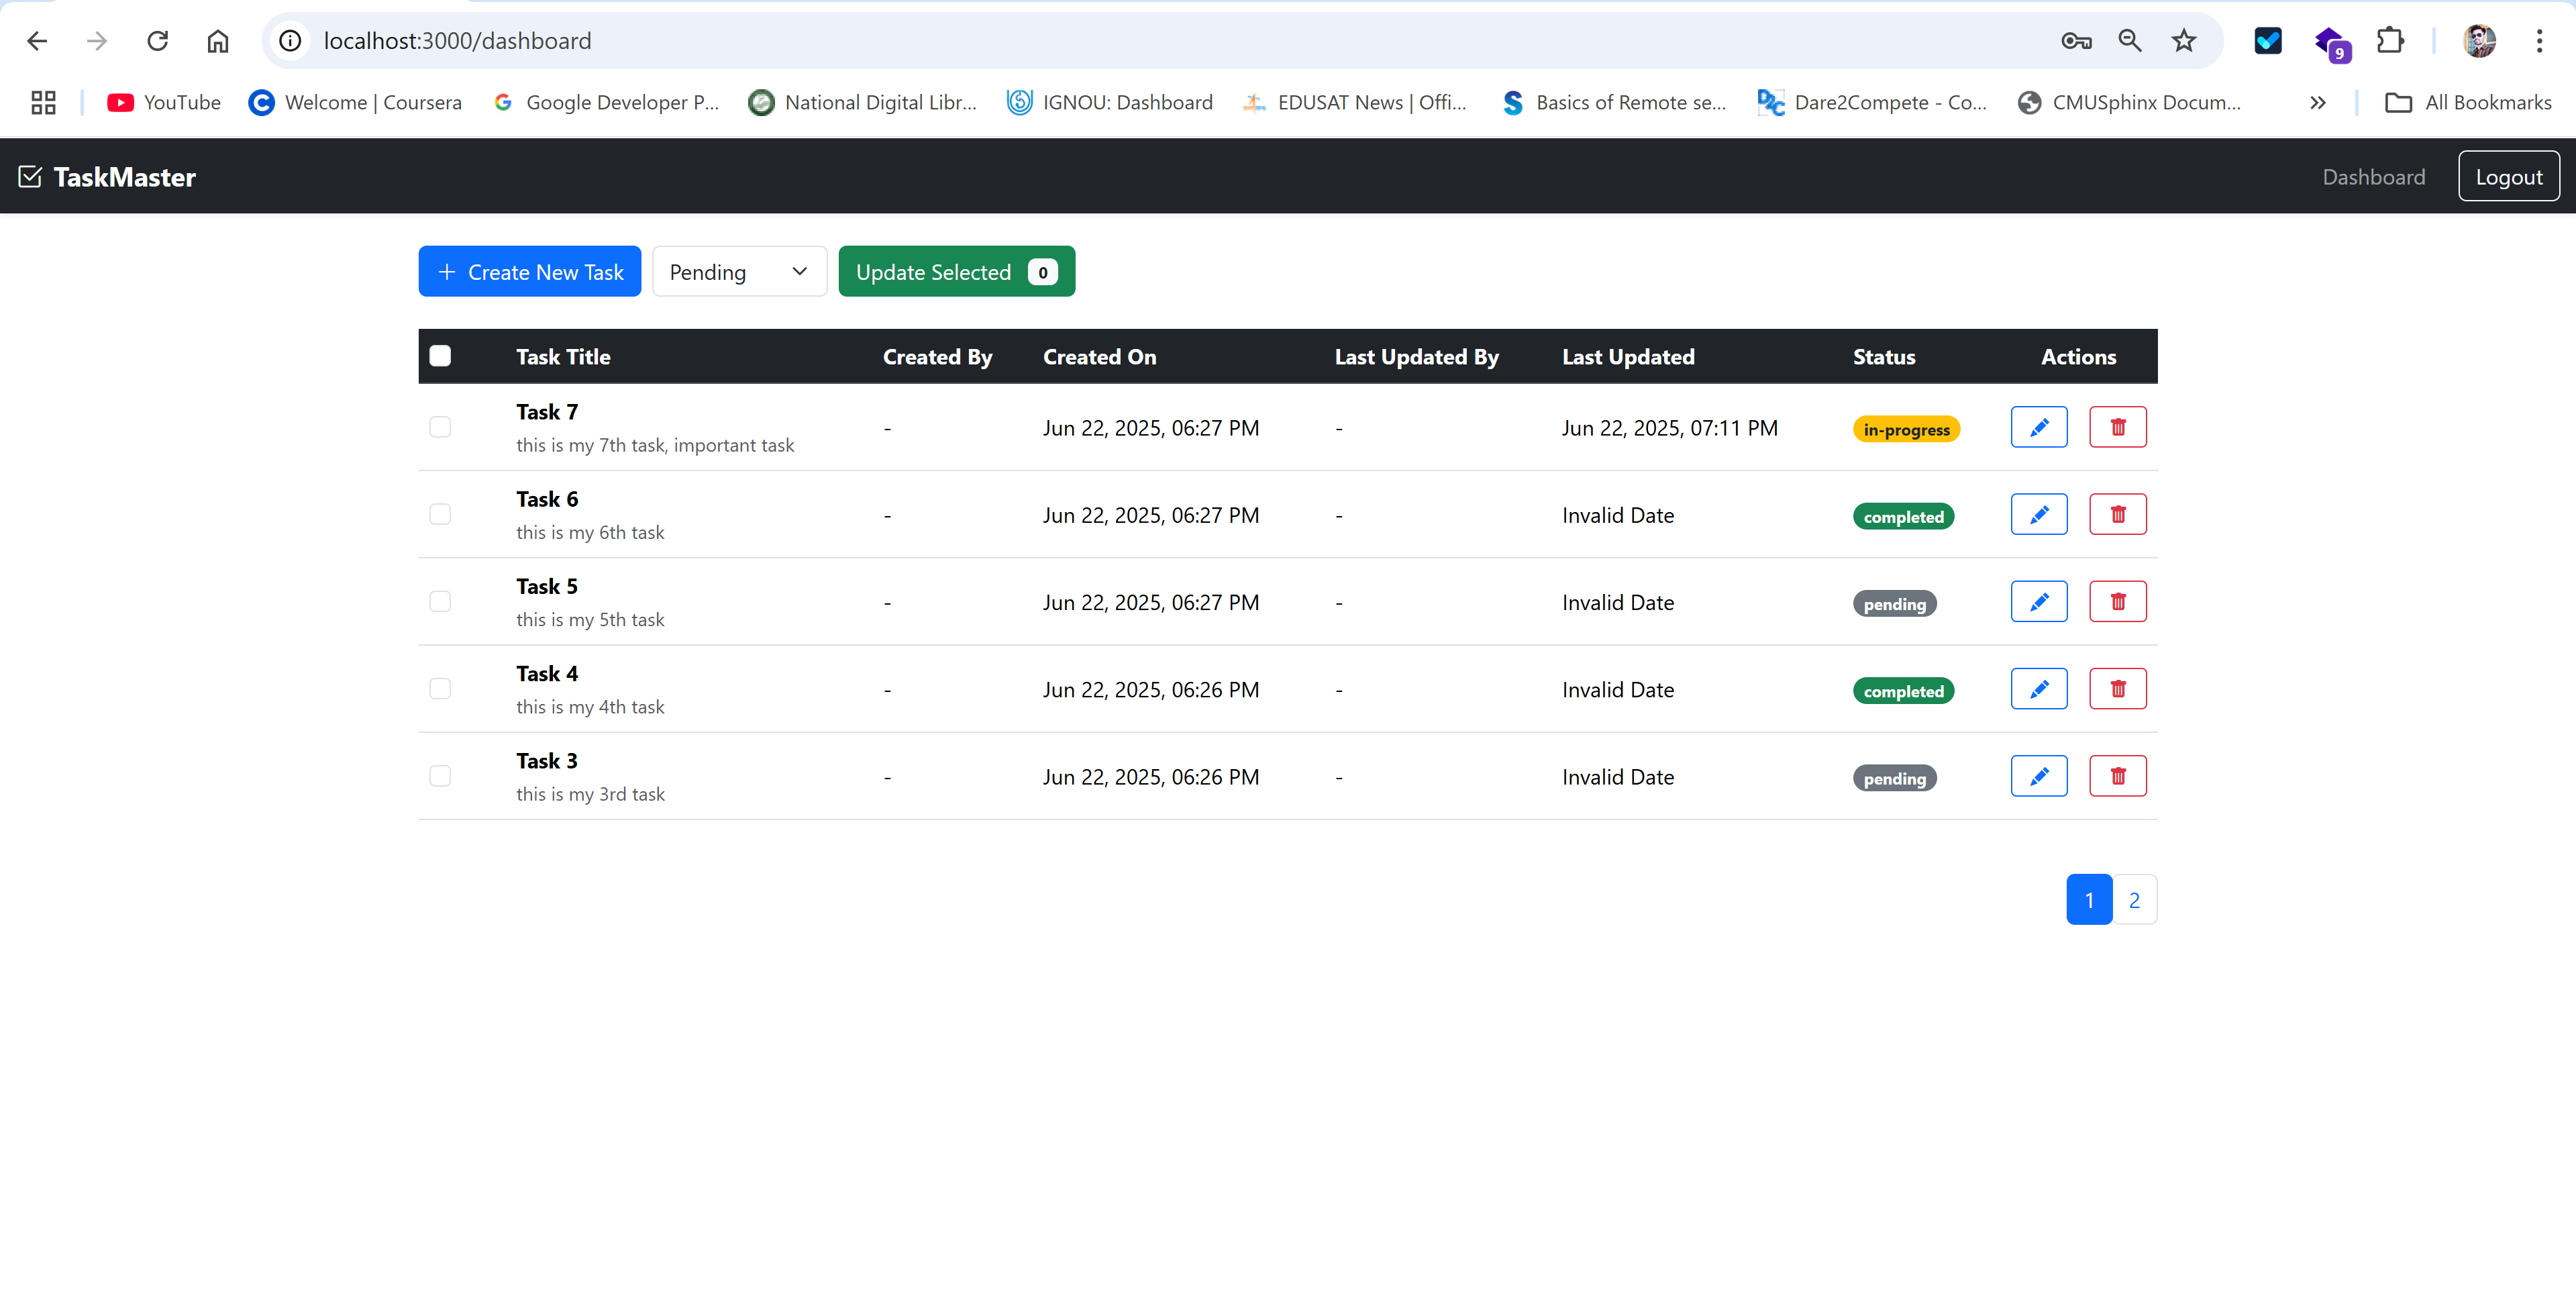 localhost:3000/dashboard
9
YouTube
Welcome | Coursera
Google Developer P...
National Digital Libr...
IGNOU: Dashboard
EDUSAT News | Offi...
Basics of Remote se...
Dare2Compete - Co...
CMUSphinx Docum...
All Bookmarks
TaskMaster
Dashboard
Logout
Create New Task
Pending
Update Selected 0
Task Title Created By Created On Last Updated By Last Updated Status Actions
Task 7
this is my 7th task, important task
- Jun 22, 2025, 06:27 PM - Jun 22, 2025, 07:11 PM in-progress
Task 6
this is my 6th task
- Jun 22, 2025, 06:27 PM - Invalid Date completed
Task 5
this is my 5th task
- Jun 22, 2025, 06:27 PM - Invalid Date pending
Task 4
this is my 4th task
- Jun 22, 2025, 06:26 PM - Invalid Date completed
Task 3
this is my 3rd task
- Jun 22, 2025, 06:26 PM - Invalid Date pending
1 2